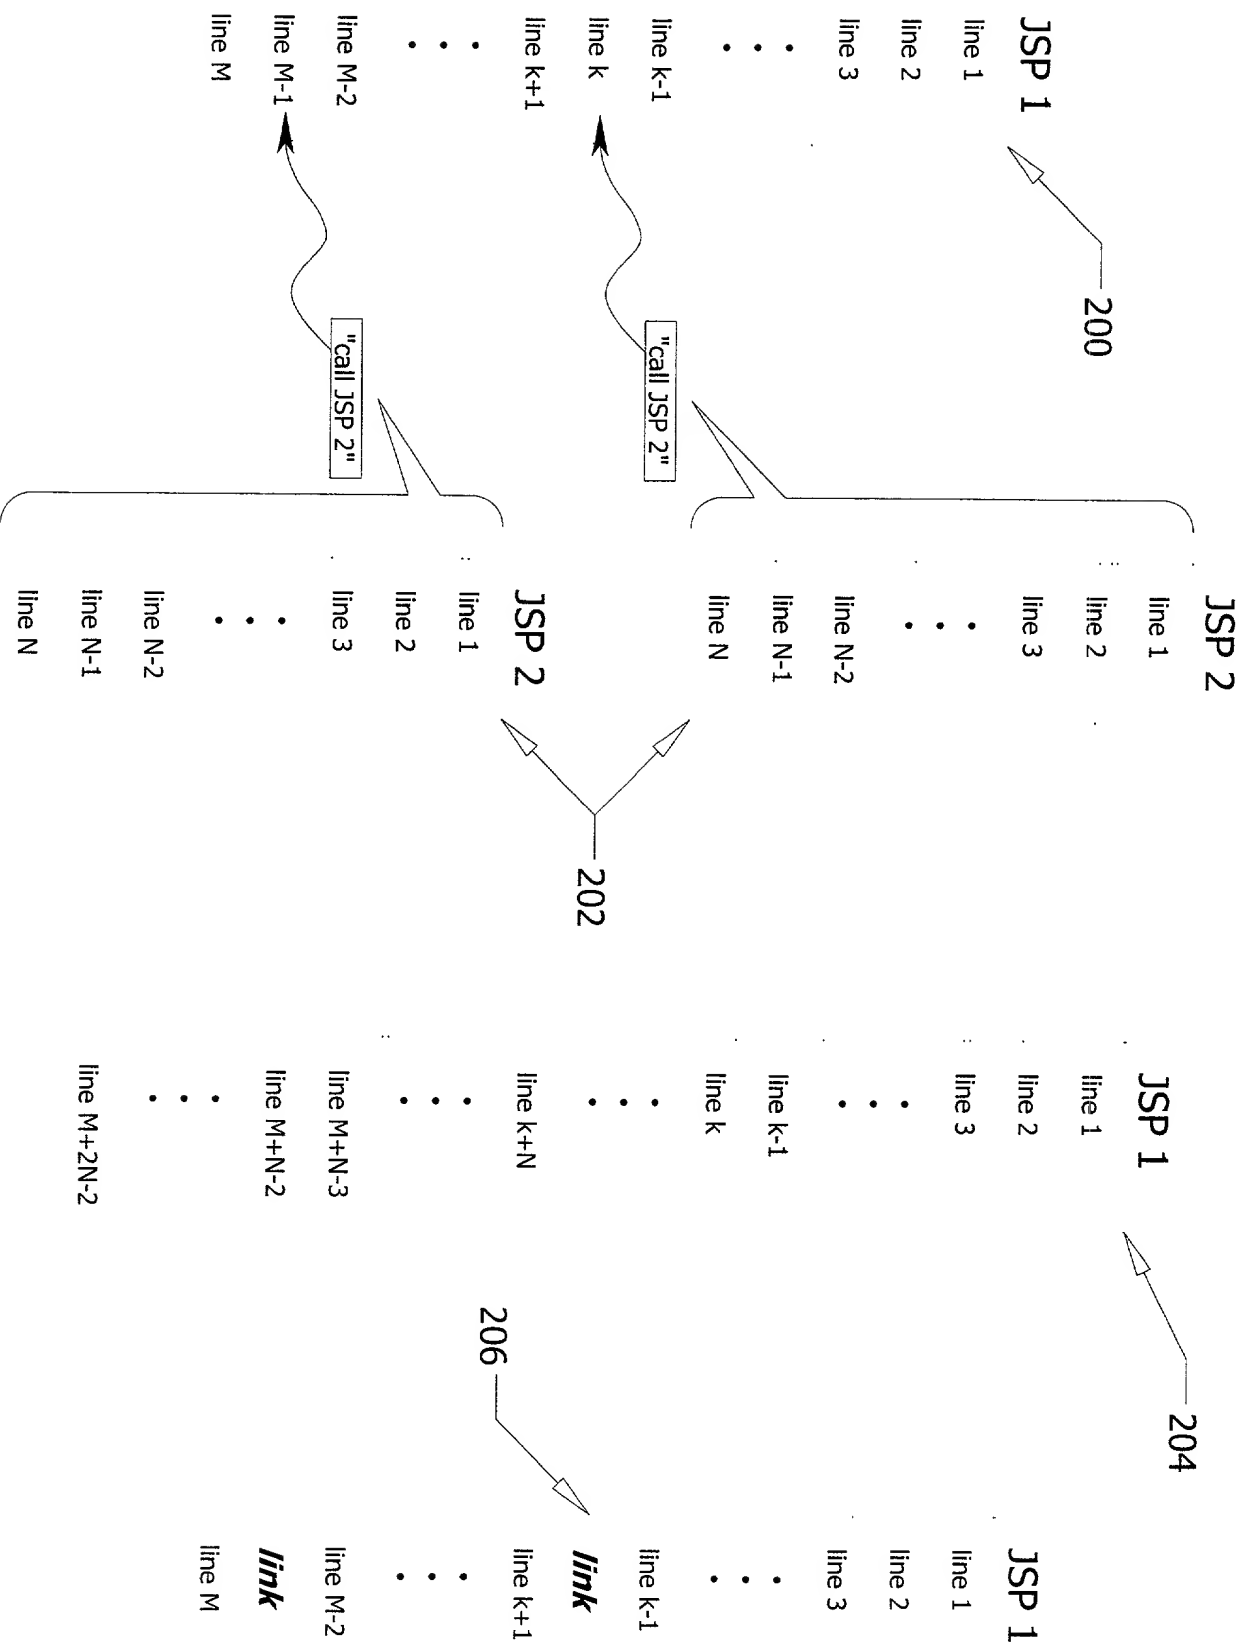 JSP 1
line 1
line 2
line 3
line k-1
line k
line k+1
line M-2
line M-1
line M
200
"call JSP 2"
"call JSP 2"
JSP 2
line 1
line 2
line 3
line N-2
line N-1
line N
JSP 2
line 1
line 2
line 3
line N-2
line N-1
line N
202
JSP 1
line 1
line 2
line 3
line k-1
line k
line k+N
line M+N-3
line M+N-2
line M+2N-2
204
206
JSP 1
line 1
line 2
line 3
line k-1
link
line k+1
line M-2
link
line M